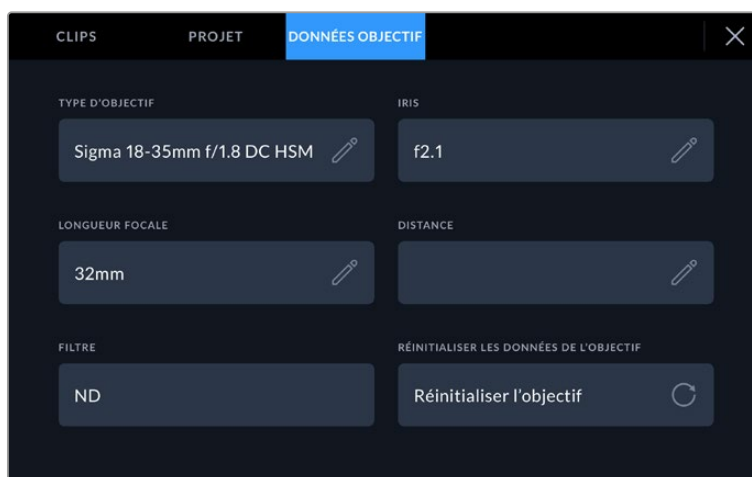 CLIPS PROJET DONNÉES OBJECTIF
TYPE D'OBJECTIF IRIS
Sigma 18-35mm f/1.8 DC HSM f2.1
LONGUEUR FOCALE DISTANCE
32mm
FILTRE RÉINITIALISER LES DONNÉES DE L'OBJECTIF
ND Réinitialiser l'objectif